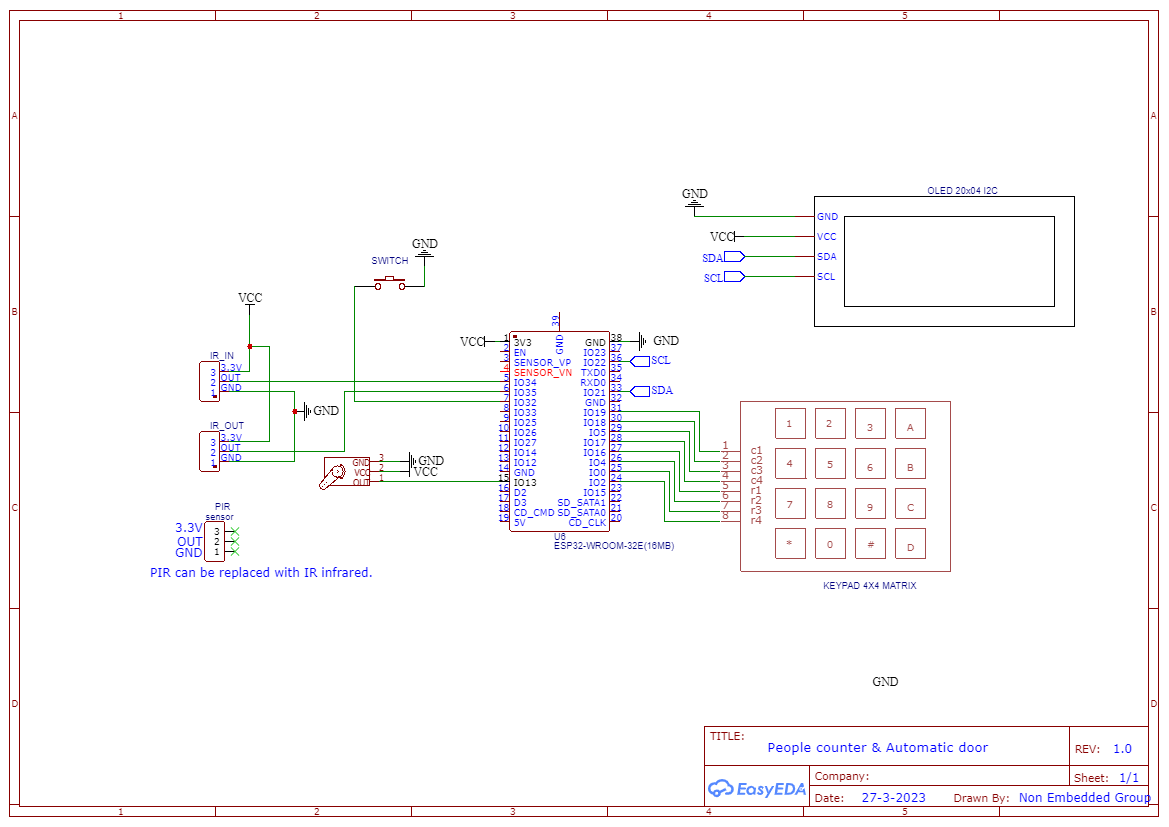 1 2 3 4 5
A A
B B
C C
D D
1 2 3 4 5
GND
SWITCH
VCC
IR_IN
3 3.3V
2 OUT
1 GND
GND
IR_OUT
3 3.3V
2 OUT
1 GND
GND 3 GND
VCC 2 VCC
OUT 1
PIR
sensor
3.3V 3
OUT 2
GND 1
PIR can be replaced with IR infrared.
39
GND
VCC 1 3V3 GND 38 GND
2 EN IO23 37
3 SENSOR_VP IO22 36 SCL
4 SENSOR_VN TXD0 35
5 IO34 RXD0 34
6 IO35 IO21 33 SDA
7 IO32 GND 32
8 IO33 IO19 31
9 IO25 IO18 30
10 IO26 IO5 29
11 IO27 IO17 28
12 IO14 IO16 27
13 IO12 IO4 26
14 GND IO0 25
15 IO13 IO2 24
16 D2 IO15 23
17 D3 SD_SATA1 22
18 CD_CMD SD_SATA0 21
19 5V CD_CLK 20
U6
ESP32-WROOM-32E(16MB)
OLED 20x04 I2C
GND GND
VCC VCC
SDA SDA
SCL SCL
1 c1
2 c2
3 c3
4 c4
5 r1
6 r2
7 r3
8 r4
1 2 3 A
4 5 6 B
7 8 9 C
* 0 # D
KEYPAD 4X4 MATRIX
GND
TITLE:
People counter & Automatic door
REV: 1.0
EasyEDA
Company:
Sheet: 1/1
Date: 27-3-2023
Drawn By: Non Embedded Group